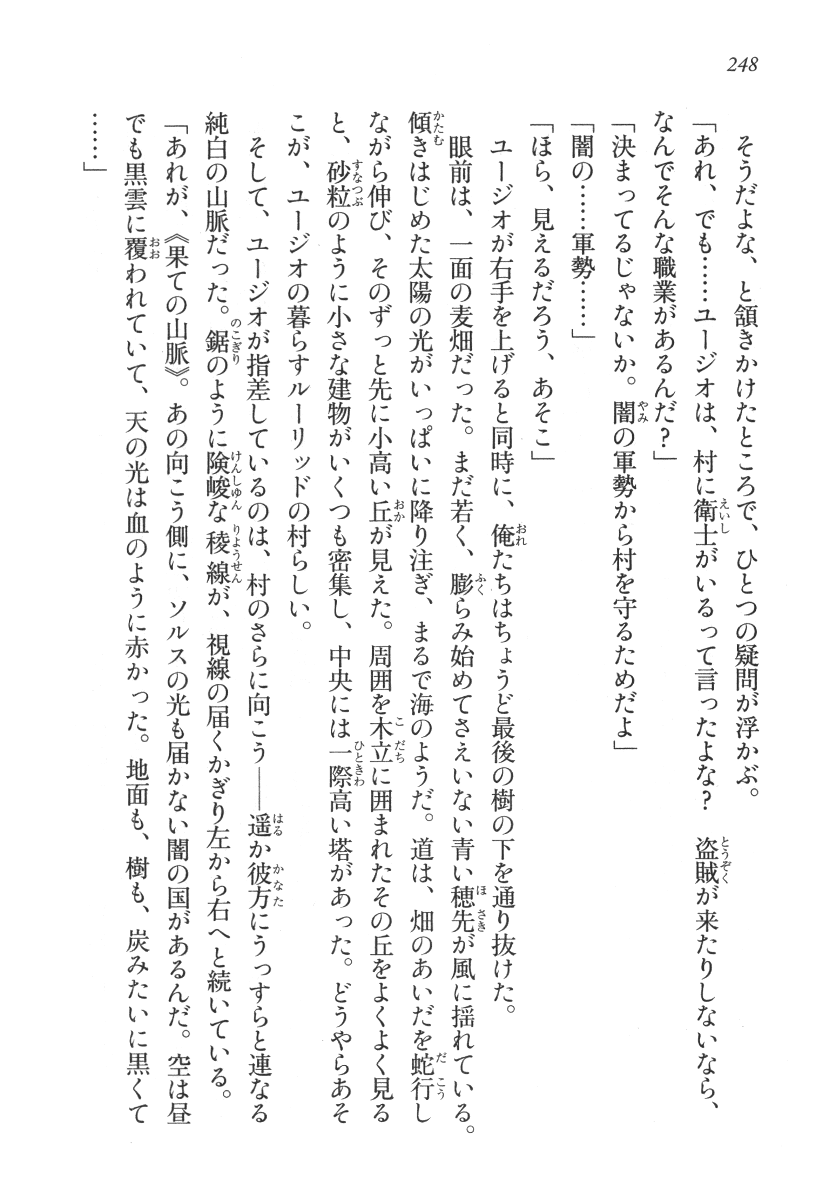 248
そうだよな、と頷きかけたところで、ひとつの疑問が浮かぶ。
「あれ、でも……ユージオは、村に衛士がいるって言ったよな？　盗賊が来たりしないなら、
なんでそんな職業があるんだ？」
「決まってるじゃないか。闇の軍勢から村を守るためだよ」
「闇の……軍勢……」
「ほら、見えるだろう、あそこ」
ユージオが右手を上げると同時に、俺たちはちょうど最後の樹の下を通り抜けた。
眼前は、一面の麦畑だった。まだ若く、膨らみ始めてさえいない青い穂先が風に揺れている。
傾きはじめた太陽の光がいっぱいに降り注ぎ、まるで海のようだ。道は、畑のあいだを蛇行し
ながら伸び、そのずっと先に小高い丘が見えた。周囲を木立に囲まれたその丘をよくよく見る
と、砂粒のように小さな建物がいくつも密集し、中央には一際高い塔があった。どうやらあそ
こが、ユージオの暮らすルーリッドの村らしい。
そして、ユージオが指差しているのは、村のさらに向こう――遥か彼方にうっすらと連なる
純白の山脈だった。鋸のように険峻な稜線が、視線の届くかぎり左から右へと続いている。
「あれが、《果ての山脈》。あの向こう側に、ソルスの光も届かない闇の国があるんだ。空は昼
でも黒雲に覆われていて、天の光は血のように赤かった。地面も、樹も、炭みたいに黒くて
……」